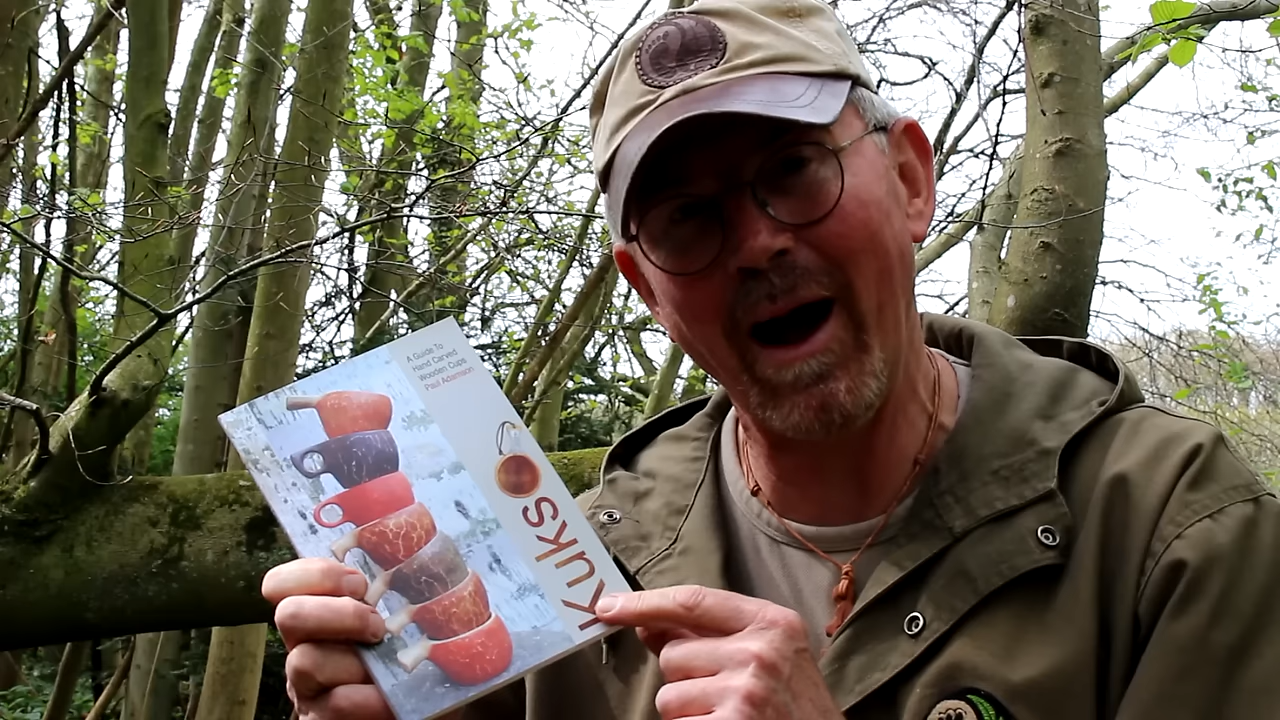 A Guide To
Hand Carved
Wooden Cups
Paul Adamson
Kuksa